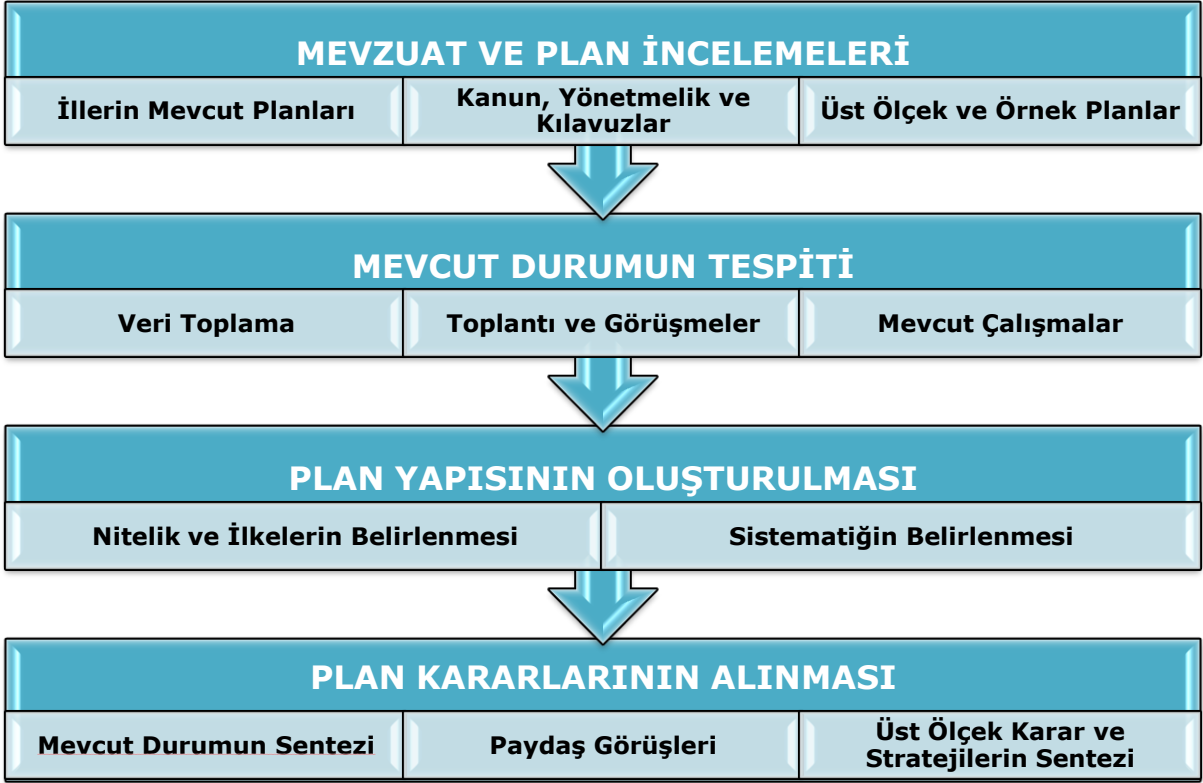 MEVZUAT VE PLAN İNCELEMELERİ
İllerin Mevcut Planları
Kanun, Yönetmelik ve
Kılavuzlar
Üst Ölçek ve Örnek Planlar
MEVCUT DURUMUN TESPİTİ
Veri Toplama
Toplantı ve Görüşmeler
Mevcut Çalışmalar
PLAN YAPISININ OLUŞTURULMASI
Nitelik ve İlkelerin Belirlenmesi
Sistematiğin Belirlenmesi
PLAN KARARLARININ ALINMASI
Mevcut Durumun Sentezi
Paydaş Görüşleri
Üst Ölçek Karar ve
Stratejilerin Sentezi